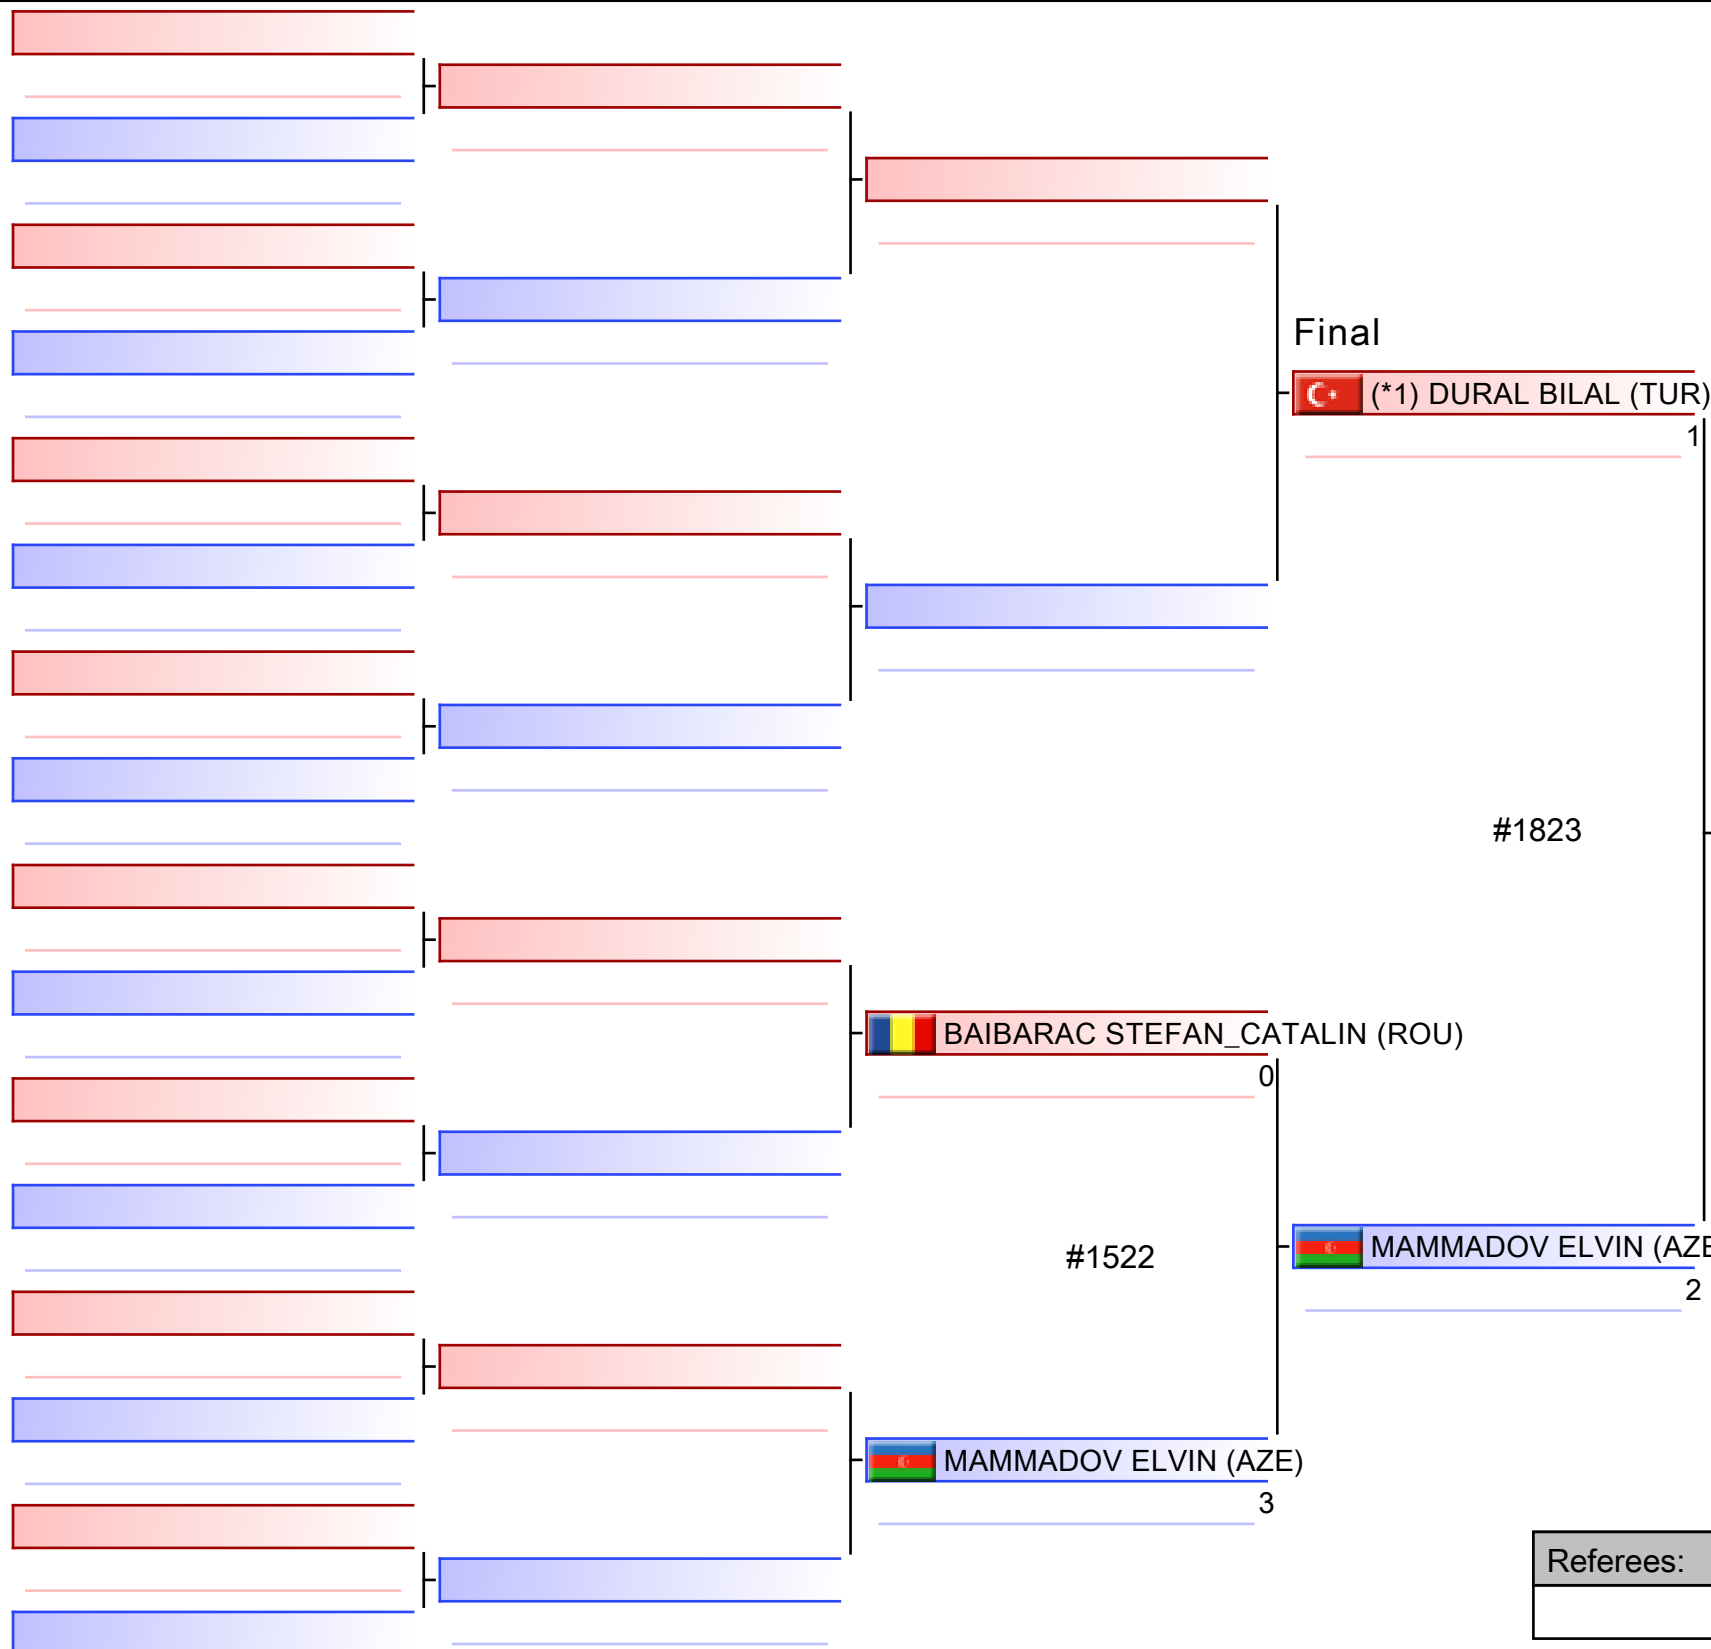 Final
(*1) DURAL BILAL (TUR)
1
#1823
BAIBARAC STEFAN_CATALIN (ROU)
0
#1522
MAMMADOV ELVIN (AZE
2
MAMMADOV ELVIN (AZE)
3
Referees: